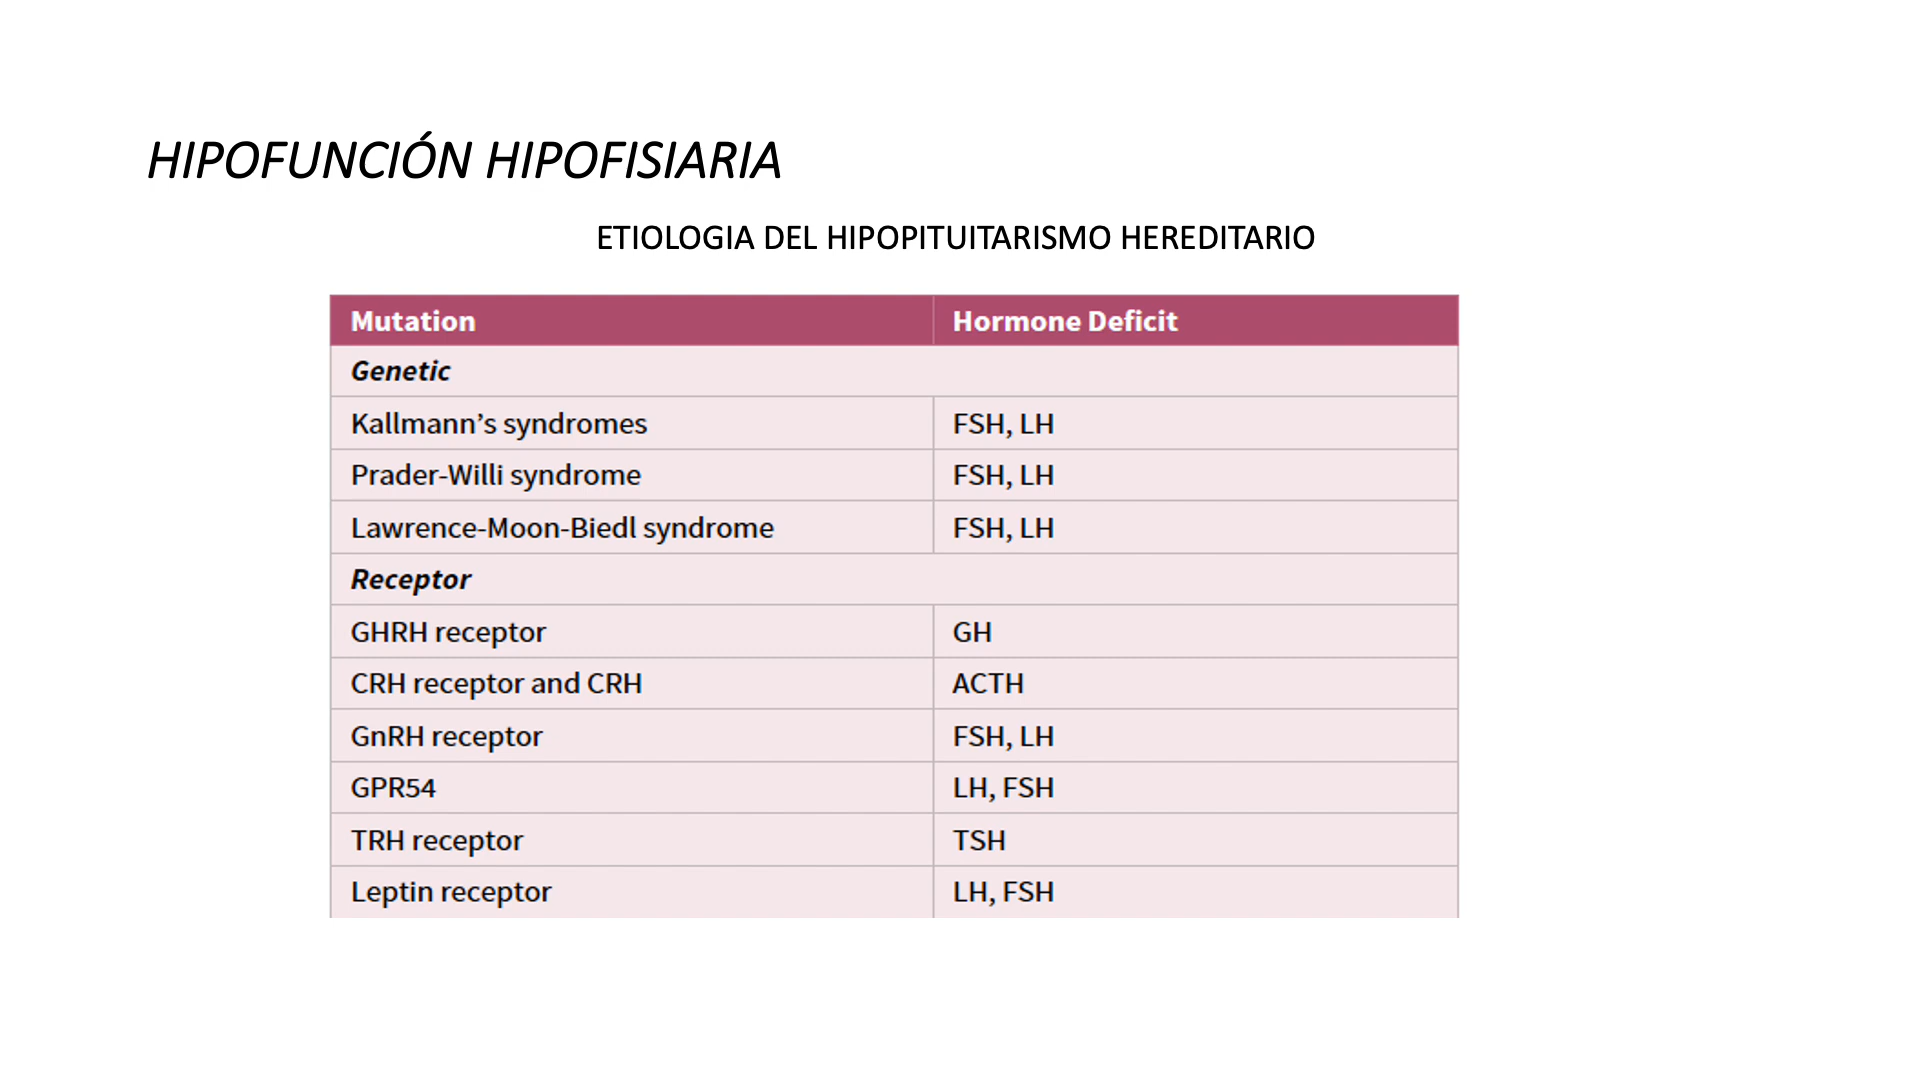 HIPOFUNCIÓN HIPOFISIARIA
ETIOLOGIA DEL HIPOPITUITARISMO HEREDITARIO
Mutation Hormone Deficit
Genetic
Kallmann’s syndromes FSH, LH
Prader-Willi syndrome FSH, LH
Lawrence-Moon-Biedl syndrome FSH, LH
Receptor
GHRH receptor GH
CRH receptor and CRH ACTH
GnRH receptor FSH, LH
GPR54 LH, FSH
TRH receptor TSH
Leptin receptor LH, FSH